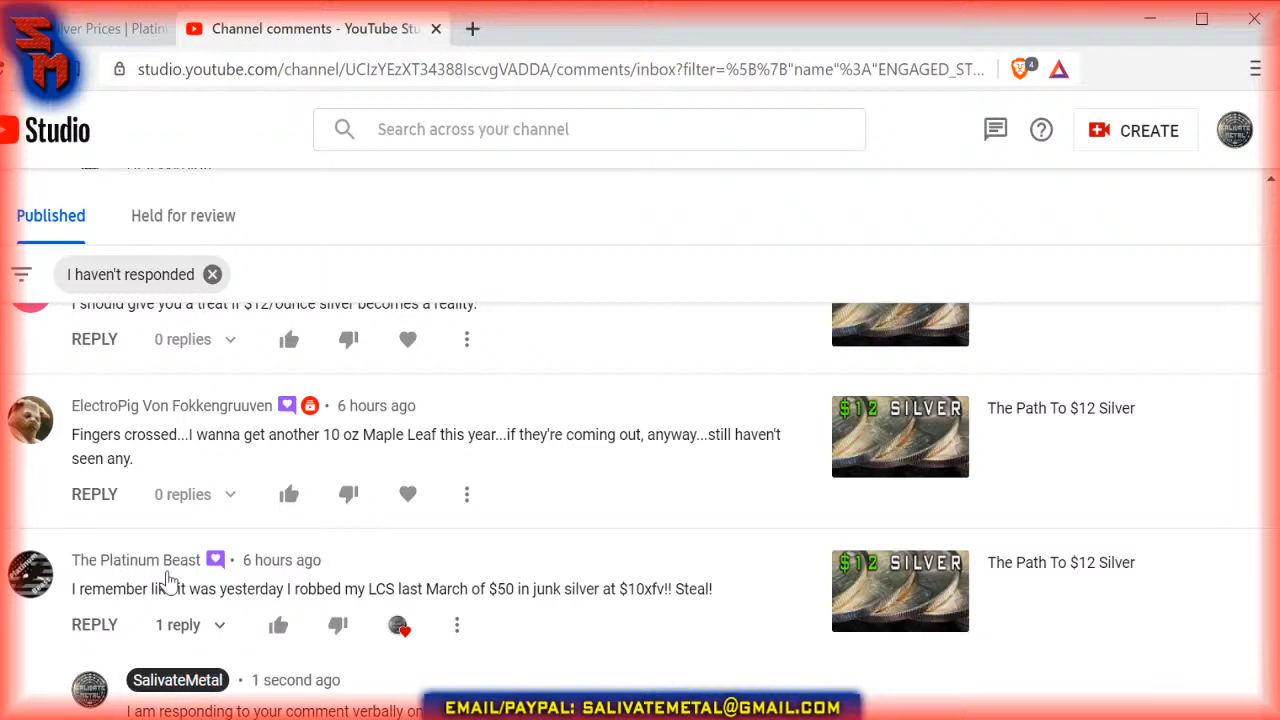 SM
lver Prices | Platin
Channel comments - YouTube Stu
studio.youtube.com/channel/UCIzYEzXT34388IscvgVADDA/comments/inbox?filter=%5B%7B"name"%3A"ENGAGED_ST...
4
Studio
Search across your channel
CREATE
Published
Held for review
I haven't responded
I should give you a treat if $12/ounce silver becomes a reality.
REPLY
0 replies
ElectroPig Von Fokkengruuven • 6 hours ago
Fingers crossed...I wanna get another 10 oz Maple Leaf this year...if they're coming out, anyway...still haven't
seen any.
$12 SILVER
The Path To $12 Silver
REPLY
0 replies
The Platinum Beast • 6 hours ago
I remember like it was yesterday I robbed my LCS last March of $50 in junk silver at $10xfv!! Steal!
$12 SILVER
The Path To $12 Silver
REPLY
1 reply
SalivateMetal • 1 second ago
I am responding to your comment verbally on
EMAIL/PAYPAL: SALIVATEMETAL@GMAIL.COM